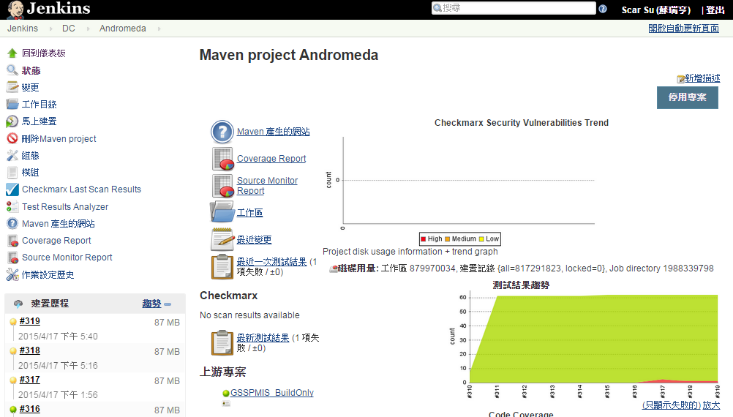 Jenkins
搜尋
Scar Su (蘇瑞亨)
登出
Jenkins
DC
Andromeda
開啟自動更新頁面
回到儀表板
狀態
變更
工作目錄
馬上建置
刪除Maven project
組態
模組
Checkmarx Last Scan Results
Test Results Analyzer
Maven 產生的網站
Coverage Report
Source Monitor Report
作業設定歷史
建置歷程
趨勢
#319
87 MB
2015/4/17 下午 5:40
#318
87 MB
2015/4/17 下午 5:16
#317
87 MB
2015/4/17 下午 1:56
#316
87 MB
Maven project Andromeda
新增描述
停用專案
Maven 產生的網站
Coverage Report
Source Monitor
Report
工作區
最近變更
最近一次測試結果 (1
項失敗 / ±0)
Checkmarx Security Vulnerabilities Trend
count
0
0
High
Medium
Low
Project disk usage information + trend graph
磁碟用量: 工作區 879970034, 建置記錄 {all=817291823, locked=0}, Job directory 1988339798
Checkmarx
No scan results available
最新測試結果 (1 項失
敗 / ±0)
上游專案
GSSPMIS_BuildOnly
測試結果趨勢
count
60
50
40
30
20
10
0
#310
#311
#312
#313
#314
#315
#316
#317
#318
#319
(只顯示失敗的) 放大
Code Coverage